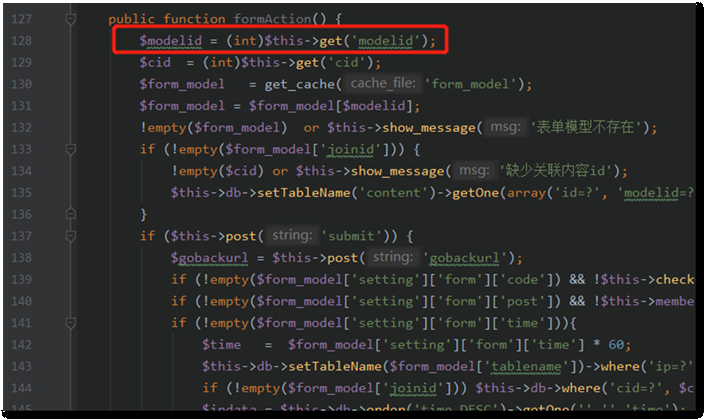 127 public function formAction() {
128 $modelid = (int)$this->get('modelid');
129 $cid = (int)$this->get('cid');
130 $form_model = get_cache( cache_file: 'form_model');
131 $form_model = $form_model[$modelid];
132 !empty($form_model) or $this->show_message( msg: '表单模型不存在');
133 if (!empty($form_model['joinid'])) {
134 !empty($cid) or $this->show_message( msg: '缺少关联内容id');
135 $this->db->setTableName('content')->getOne(array('id=?', 'modelid=?
136 }
137 if ($this->post( string: 'submit')) {
138 $gobackurl = $this->post( string: 'gobackurl');
139 if (!empty($form_model['setting']['form']['code']) && !$this->check
140 if (!empty($form_model['setting']['form']['post']) && !$this->membe
141 if (!empty($form_model['setting']['form']['time'])){
142 $time = $form_model['setting']['form']['time'] * 60;
143 $this->db->setTableName($form_model['tablename'])->where('ip=?'
144 if (!empty($form_model['joinid'])) $this->db->where('cid=?', $c